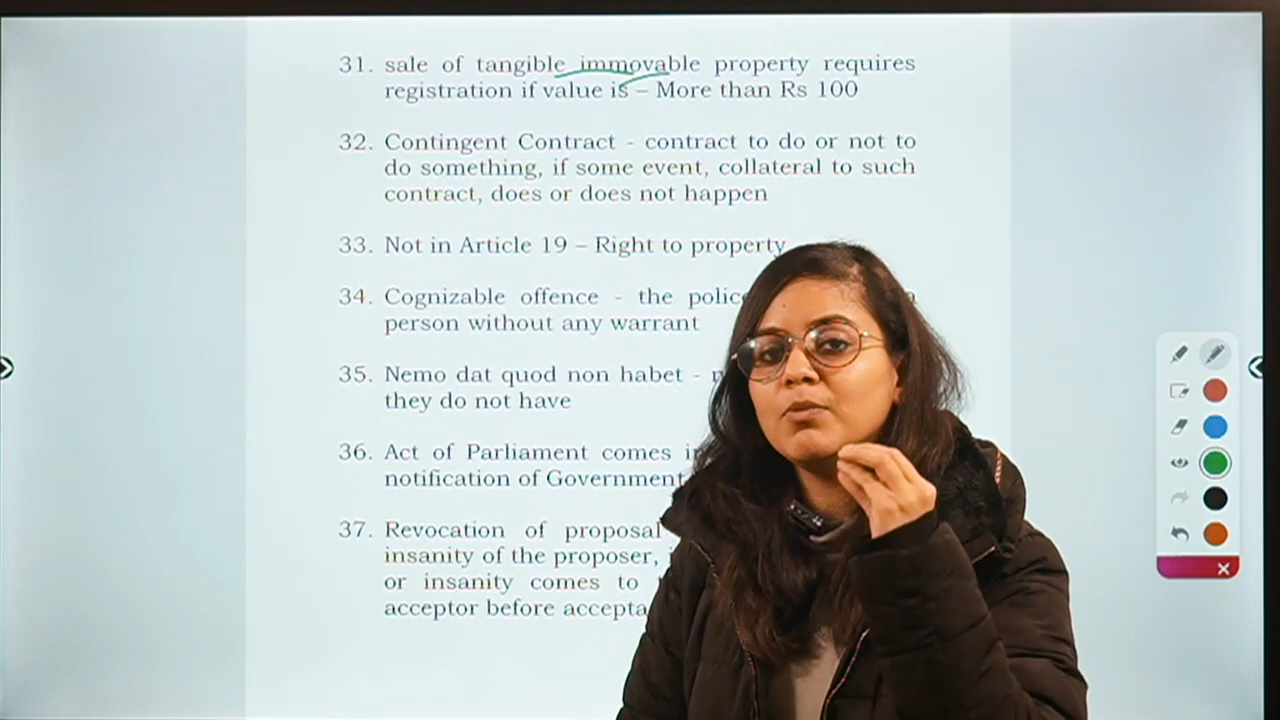 31. sale of tangible immovable property requires
registration if value is – More than Rs 100
32. Contingent Contract - contract to do or not to
do something, if some event, collateral to such
contract, does or does not happen
33. Not in Article 19 – Right to property
34. Cognizable offence - the police
person without any warrant
35. Nemo dat quod non habet -
they do not have
36. Act of Parliament comes
notification of Government
37. Revocation of proposal
insanity of the proposer,
or insanity comes to
acceptor before